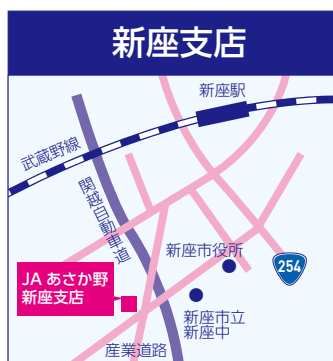 新座支店
新座駅
武蔵野線
関越自動車道
新座市役所
254
JA あさか野
新座支店
新座市立
新座中
産業道路